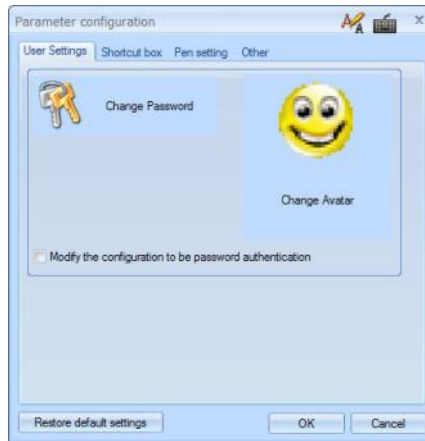 Parameter configuration
User Settings Shortcut box Pen setting Other
Change Password
Change Avatar
Modify the configuration to be password authentication
Restore default settings OK Cancel